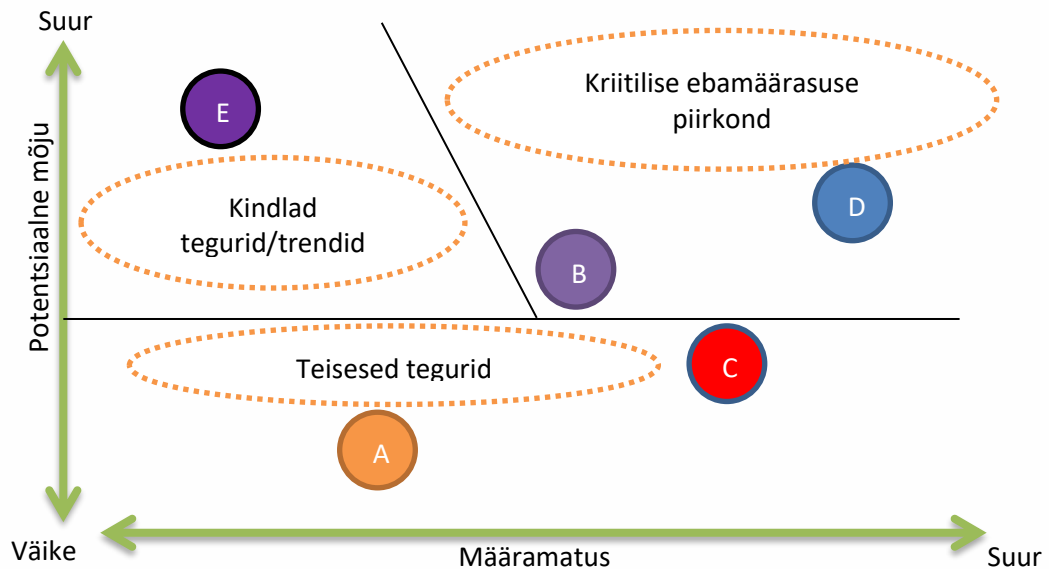 Suur
Kriitilise ebamäärasuse
piirkond
E
Potentsiaalne mõju
Kindlad
tegurid/trendid
D
B
Teisesed tegurid
C
A
Väike
Määramatus
Suur